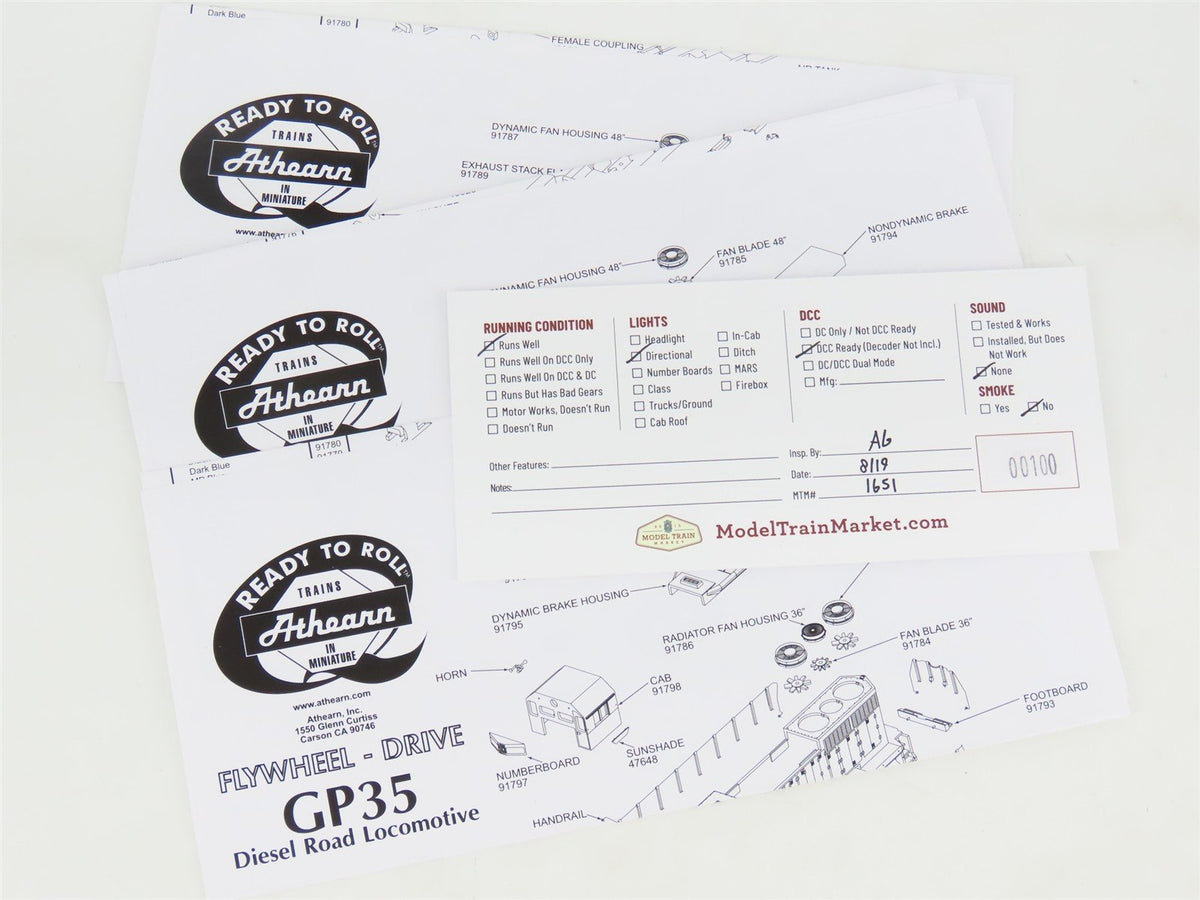 Dark Blue
91780
FEMALE COUPLING
READY TO ROLL
TRAINS
Athearn
IN
MINIATURE
DYNAMIC FAN HOUSING 48"
91787
EXHAUST STACK
91789
READY TO ROLL
TRAINS
Athearn
IN
MINIATURE
DYNAMIC FAN HOUSING 48"
FAN BLADE 48"
91785
NONDYNAMIC BRAKE
91794
RUNNING CONDITION
Runs Well
Runs Well On DCC Only
Runs Well On DCC & DC
Runs But Has Bad Gears
Motor Works, Doesn't Run
Doesn't Run
LIGHTS
Headlight
Directional
Number Boards
Class
Trucks/Ground
Cab Roof
In-Cab
Ditch
MARS
Firebox
DCC
DC Only / Not DCC Ready
DCC Ready (Decoder Not Incl.)
DC/DCC Dual Mode
Mfg:
SOUND
Tested & Works
Installed, But Does
Not Work
None
SMOKE
Yes No
Other Features:
Notes:
Insp. By: AG
Date: 8/19
MTM# 1651
00100
MODEL TRAIN
MARKET
ModelTrainMarket.com
Dark Blue
91780
READY TO ROLL
TRAINS
Athearn
IN
MINIATURE
www.athearn.com
Athearn, Inc.
1550 Glenn Curtiss
Carson CA 90746
FLYWHEEL - DRIVE
GP35
Diesel Road Locomotive
DYNAMIC BRAKE HOUSING
91795
RADIATOR FAN HOUSING 36"
91786
FAN BLADE 36"
91784
HORN
CAB
91798
FOOTBOARD
91793
SUNSHADE
47648
NUMBERBOARD
91797
HANDRAIL